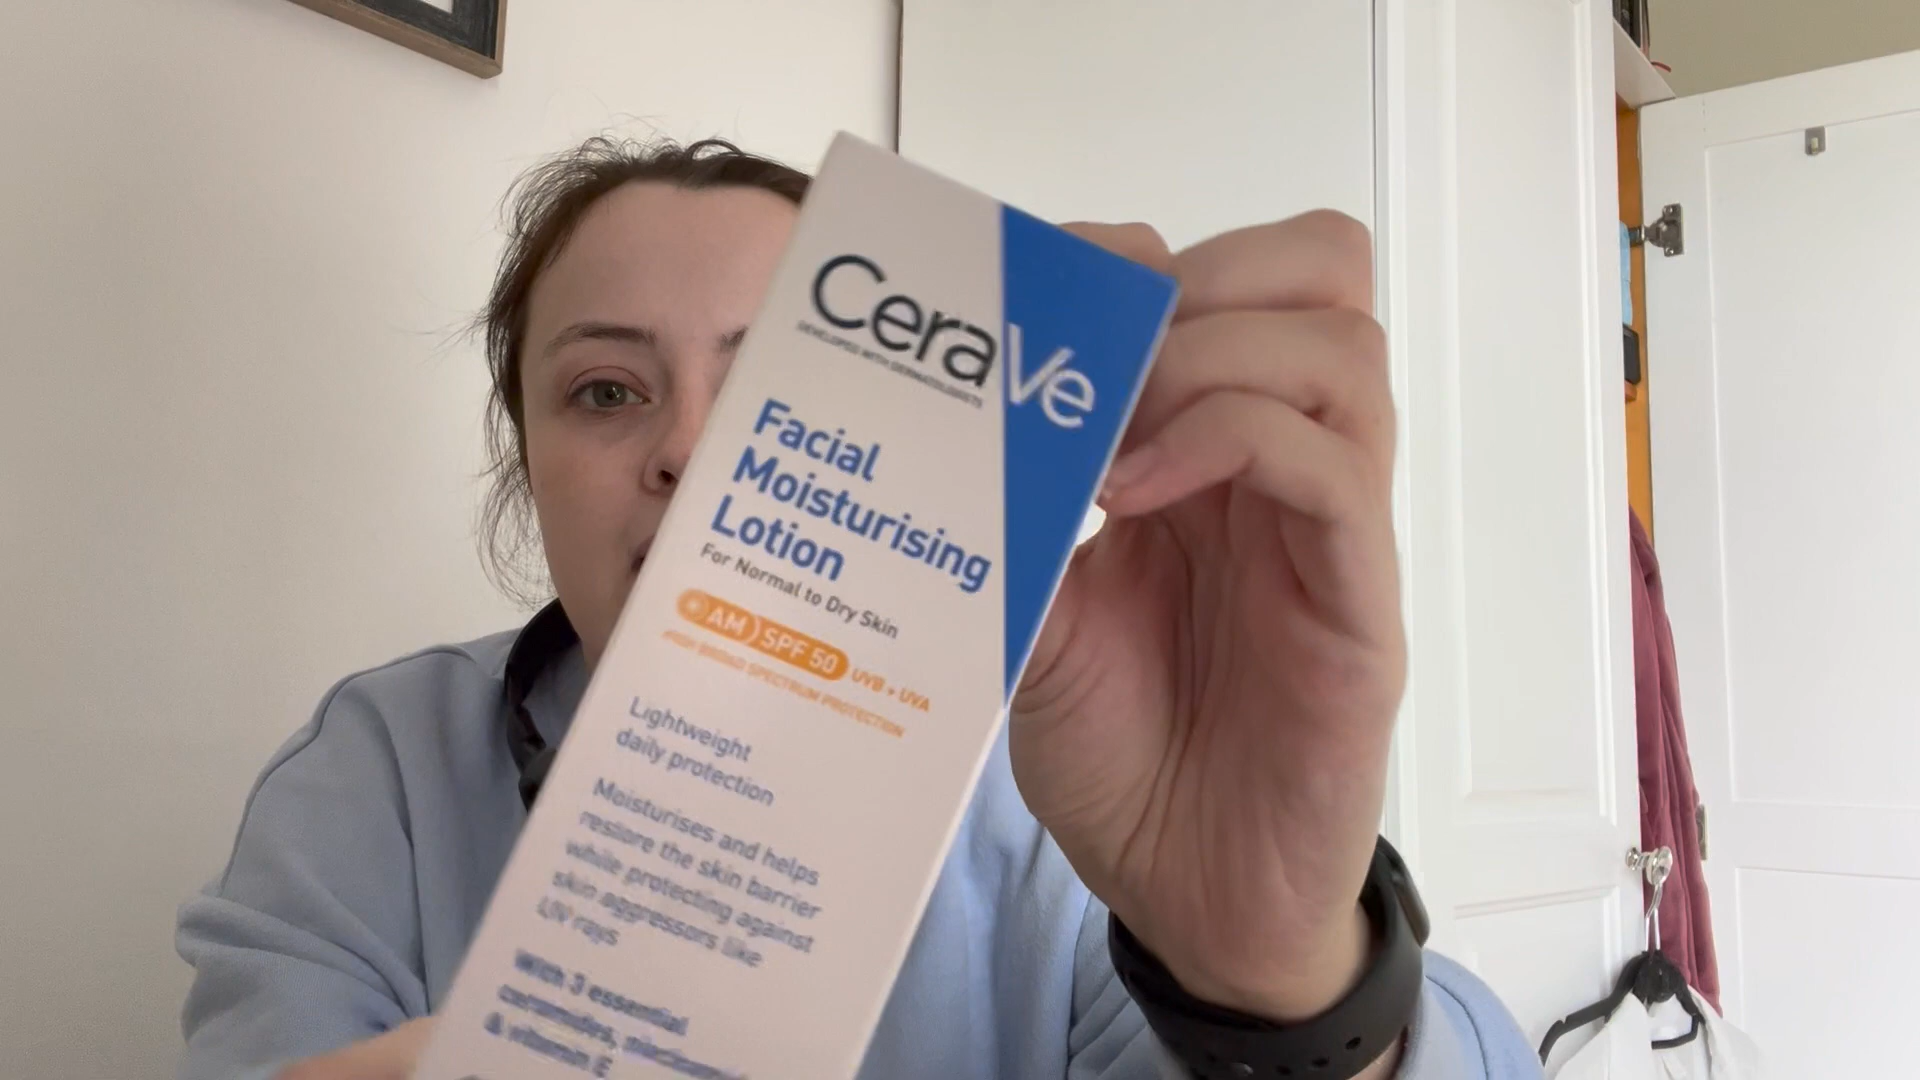 CeraVe
DEVELOPED WITH DERMATOLOGISTS
Facial
Moisturising
Lotion
For Normal to Dry Skin
AM SPF 50 UVB + UVA
HIGH BROAD SPECTRUM PROTECTION
Lightweight
daily protection
Moisturises and helps
restore the skin barrier
while protecting against
skin aggressors like
UV rays
With 3 essential
ceramides, niacinamide
& vitamin E